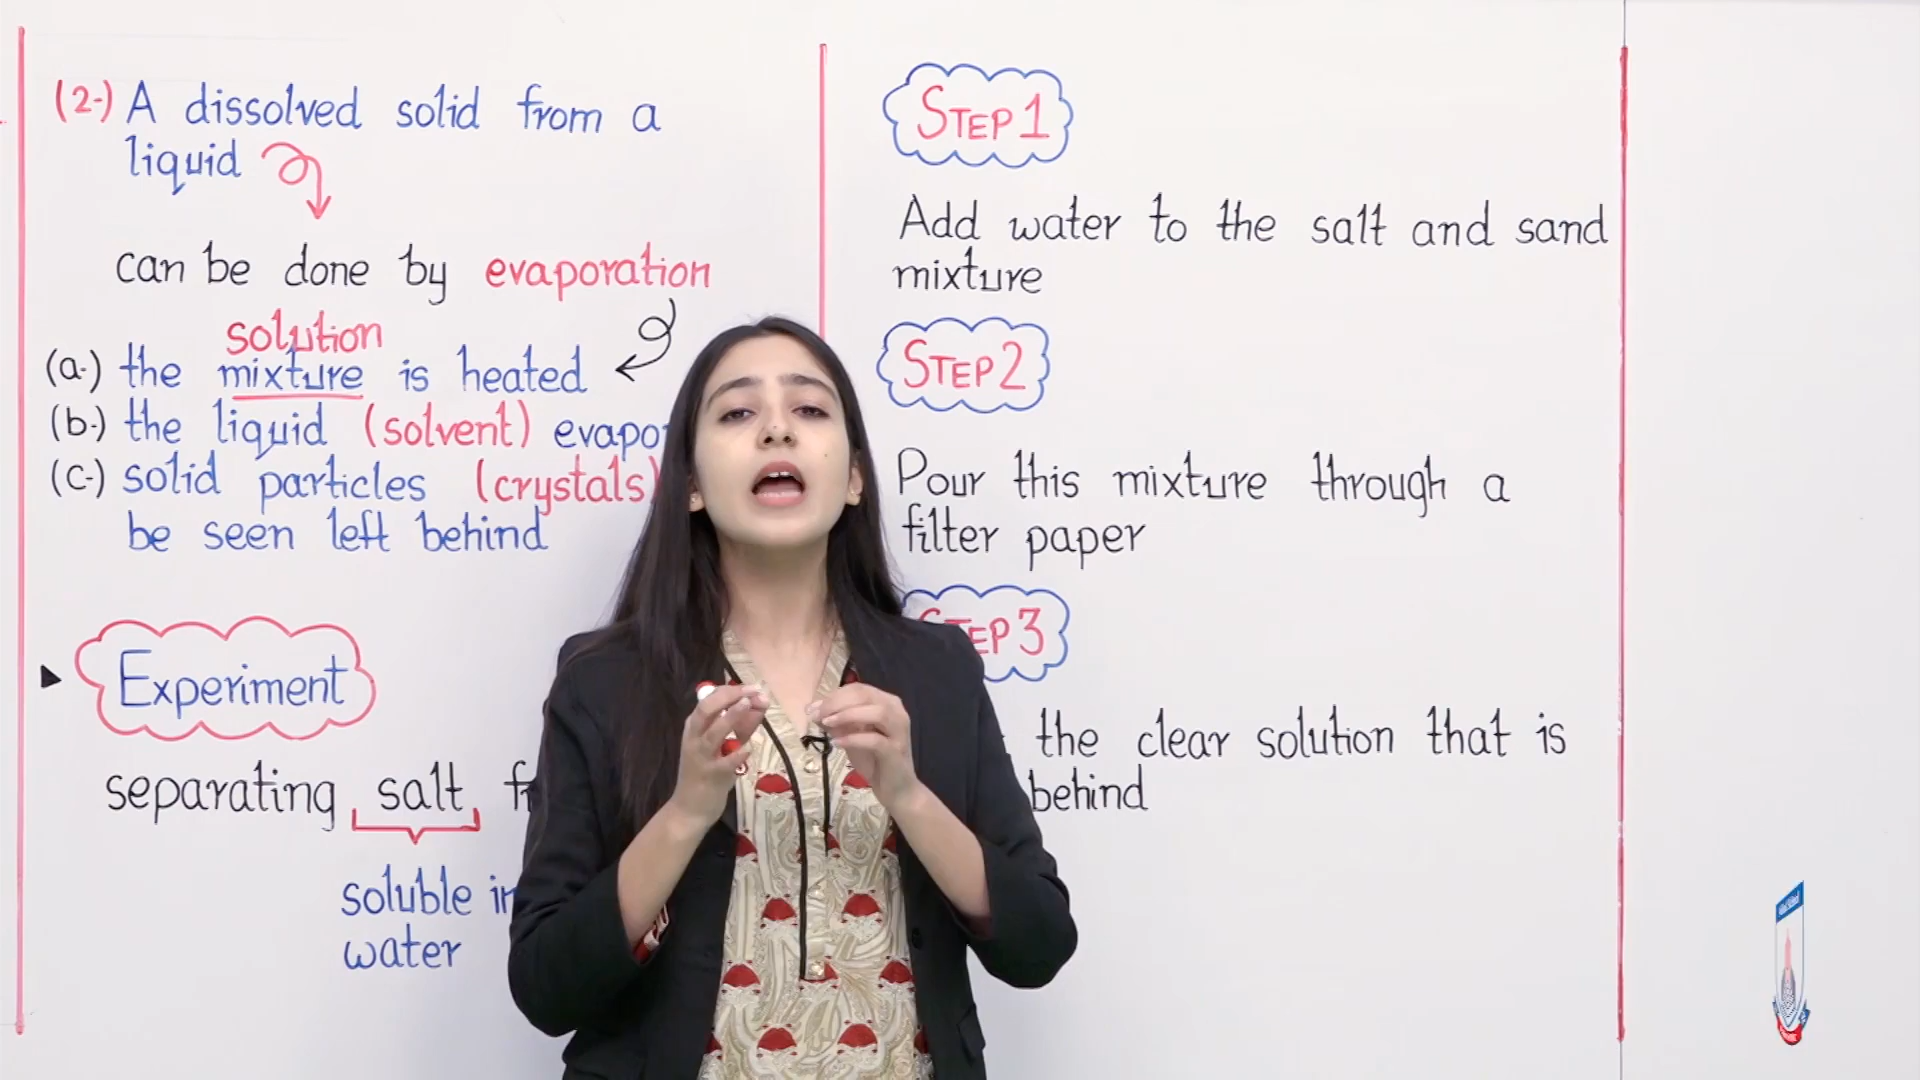 (2-) A dissolved solid from a
liquid
can be done by evaporation
solution
(a-) the mixture is heated
(b-) the liquid (solvent)
(c-) solid particles (crystals)
be seen left behind
Experiment
separating salt
soluble in
water
STEP 1
Add water to the salt and sand
mixture
STEP 2
Pour this mixture through a
filter paper
STEP 3
the clear solution that is
behind